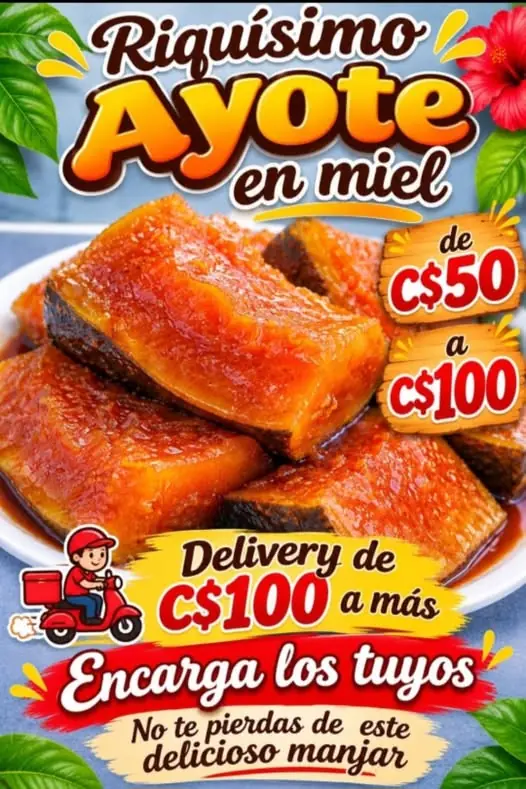 Riquísimo
Ayote
en miel
de
C$50
a
C$100
Delivery de
C$100 a más
Encarga los tuyos
No te pierdas de este
delicioso manjar